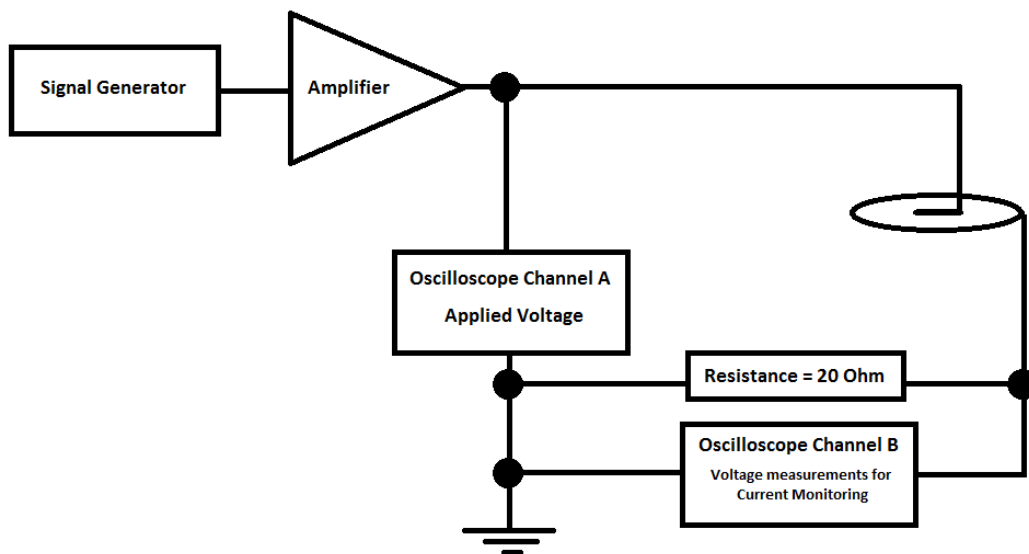 Signal Generator
Amplifier
Oscilloscope Channel A
Applied Voltage
Resistance = 20 Ohm
Oscilloscope Channel B
Voltage measurements for
Current Monitoring